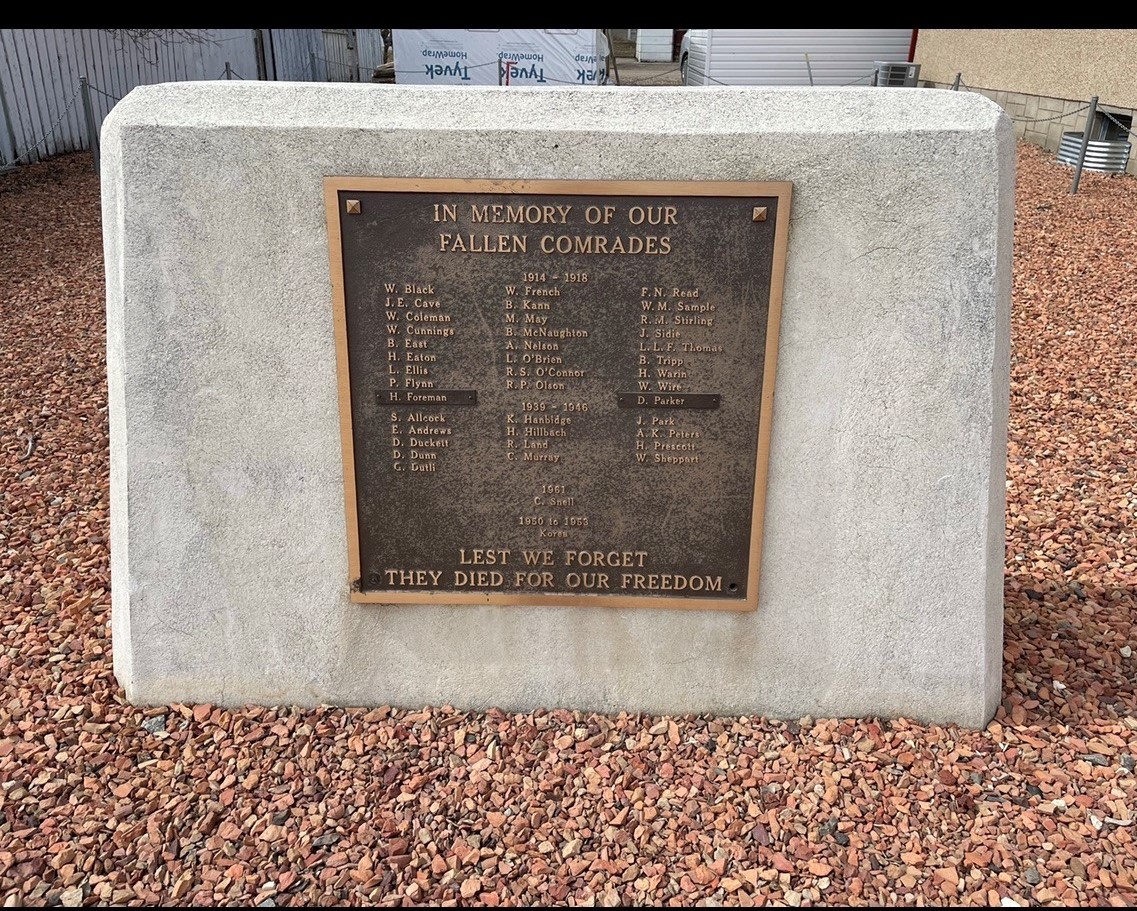 HomeWrap
HomeWrap
Tyvek
Tyvek
IN MEMORY OF OUR
FALLEN COMRADES
1914 - 1918
W. Black
J.E. Cave
W. Coleman
W. Cunnings
B. East
H. Eaton
L. Ellis
P. Flynn
H. Foreman
W. French
B. Kann
M. May
B. McNaughton
A. Nelson
L. O'Brien
R.S. O'Connor
R.P. Olson
F.N. Read
W.M. Sample
R.M. Stirling
J. Sidie
L.L.F. Thomas
B. Tripp
H. Warin
W. Wire
D. Parker
1939 - 1946
S. Allcock
E. Andrews
D. Duckett
D. Dunn
G. Dutli
K. Hanbidge
H. Hillbach
R. Land
C. Murray
J. Park
A.K. Peters
H. Prescott
W. Sheppart
1961
C. Snell
1950 to 1953
Korea
LEST WE FORGET
THEY DIED FOR OUR FREEDOM